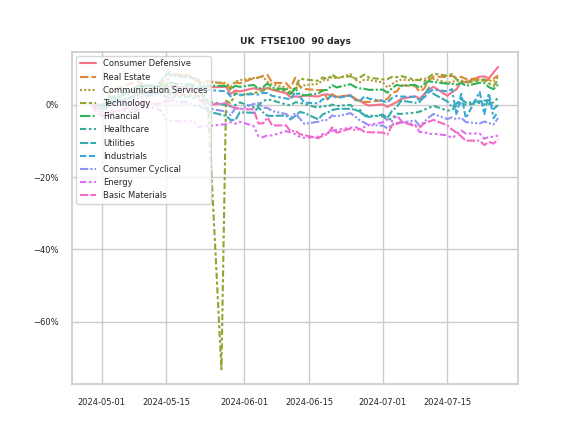 UK  FTSE100  90 days
Consumer Defensive
Real Estate
Communication Services
Technology
Financial
Healthcare
Utilities
Industrials
Consumer Cyclical
Energy
Basic Materials
0%
−20%
−40%
−60%
2024-05-01 2024-05-15 2024-06-01 2024-06-15 2024-07-01 2024-07-15